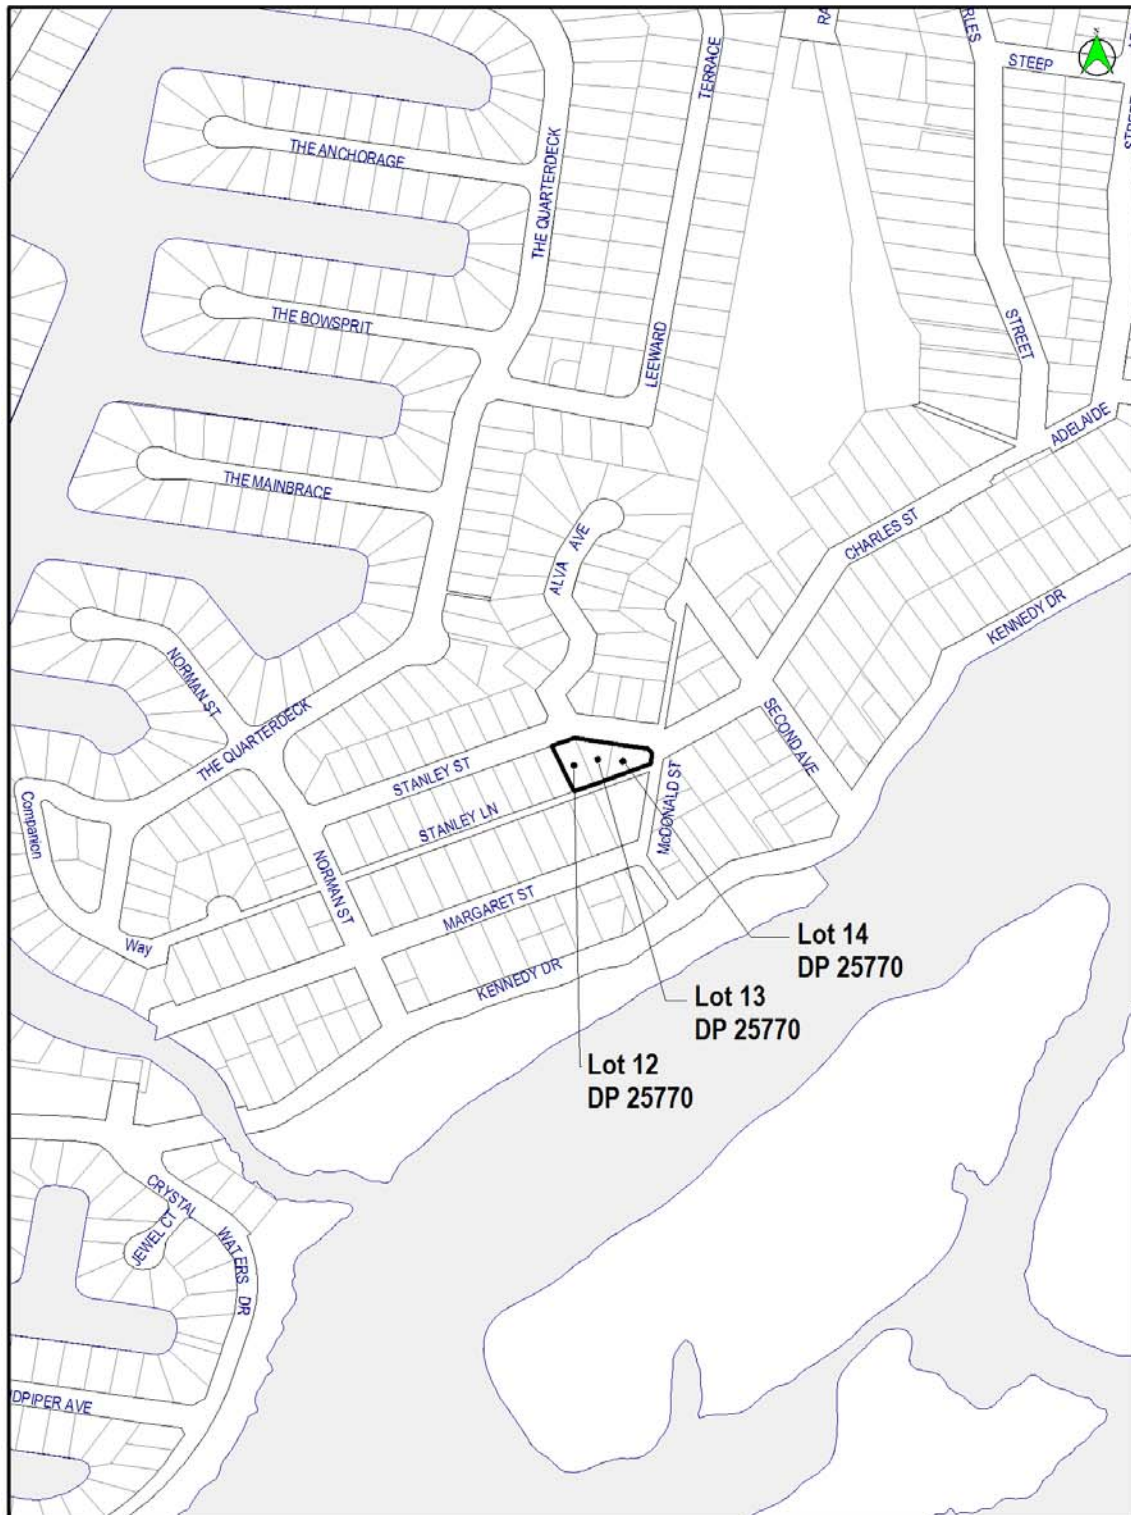 TERRACE
STEEP
N
THE ANCHORAGE
THE QUARTERDECK
THE BOWSPRIT
LEEWARD
STREET
ADELAIDE
THE MAINBRACE
CHARLES ST
ALVA AVE
KENNEDY DR
NORMAN ST
THE QUARTERDECK
SECOND AVE
STANLEY ST
Companion
STANLEY LN
McDONALD ST
NORMAN ST
MARGARET ST
Way
KENNEDY DR
Lot 14
DP 25770
Lot 13
DP 25770
Lot 12
DP 25770
CRYSTAL
JEWEL CT
WATERS DR
IDPIPER AVE